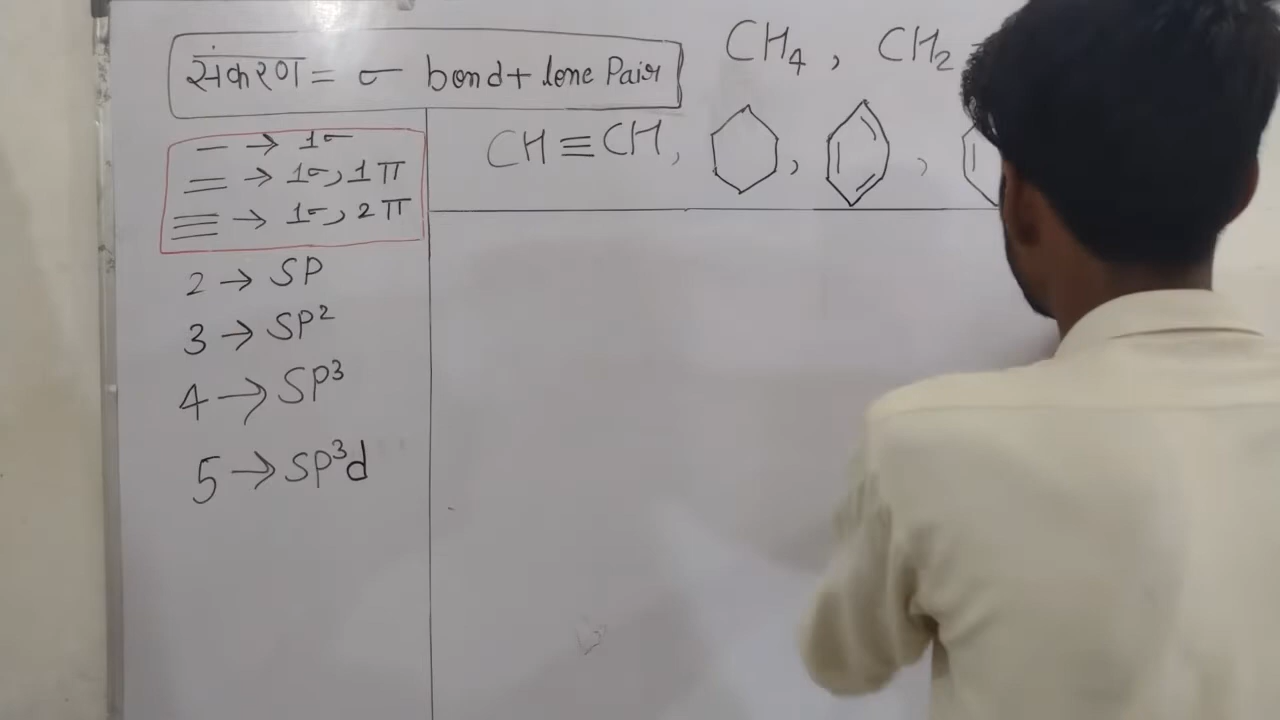 संकरण = σ bond + lone Pair
CH₄, CH₂
CH≡CH,
— → 1σ
= → 1σ, 1π
≡ → 1σ, 2π
2 → SP
3 → SP²
4 → SP³
5 → SP³d